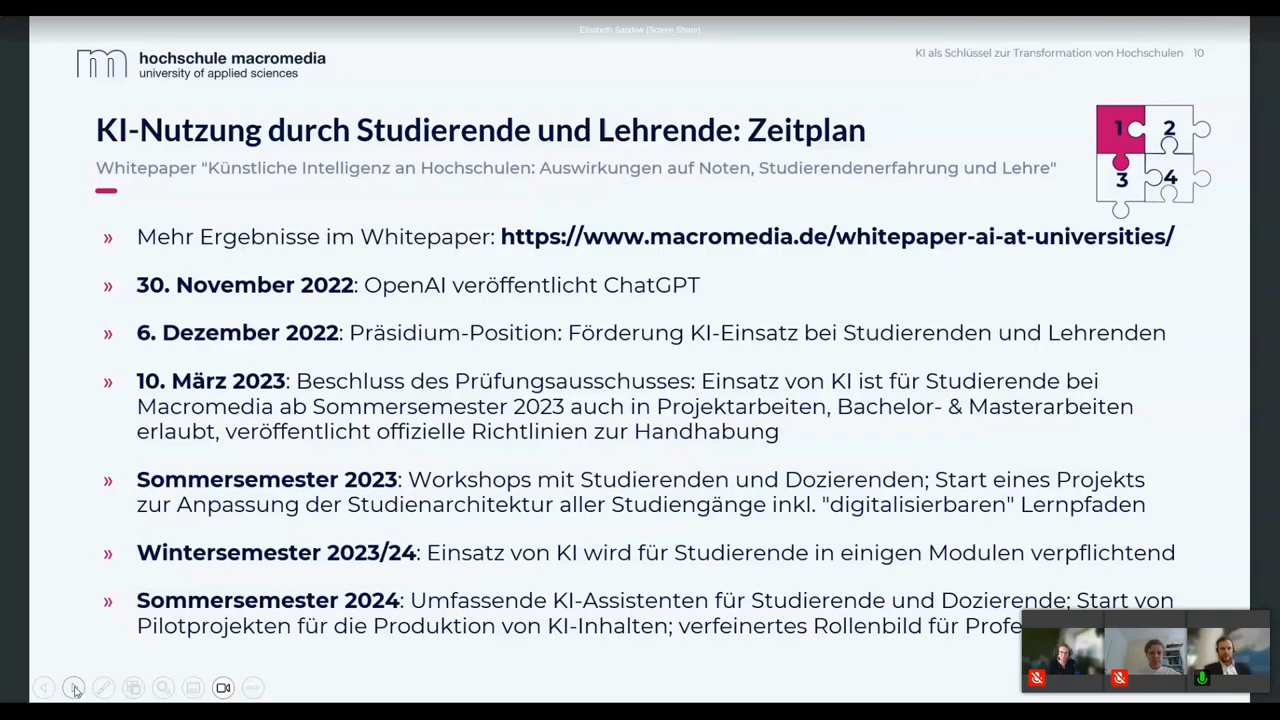 Elisabeth Sandow (Screen Share)
hochschule macromedia
university of applied sciences
KI als Schlüssel zur Transformation von Hochschulen 10
KI-Nutzung durch Studierende und Lehrende: Zeitplan
Whitepaper "Künstliche Intelligenz an Hochschulen: Auswirkungen auf Noten, Studierendenerfahrung und Lehre"
1 2
3 4
» Mehr Ergebnisse im Whitepaper: https://www.macromedia.de/whitepaper-ai-at-universities/
» 30. November 2022: OpenAI veröffentlicht ChatGPT
» 6. Dezember 2022: Präsidium-Position: Förderung KI-Einsatz bei Studierenden und Lehrenden
» 10. März 2023: Beschluss des Prüfungsausschusses: Einsatz von KI ist für Studierende bei
Macromedia ab Sommersemester 2023 auch in Projektarbeiten, Bachelor- & Masterarbeiten
erlaubt, veröffentlicht offizielle Richtlinien zur Handhabung
» Sommersemester 2023: Workshops mit Studierenden und Dozierenden; Start eines Projekts
zur Anpassung der Studienarchitektur aller Studiengänge inkl. "digitalisierbaren" Lernpfaden
» Wintersemester 2023/24: Einsatz von KI wird für Studierende in einigen Modulen verpflichtend
» Sommersemester 2024: Umfassende KI-Assistenten für Studierende und Dozierende; Start von
Pilotprojekten für die Produktion von KI-Inhalten; verfeinertes Rollenbild für